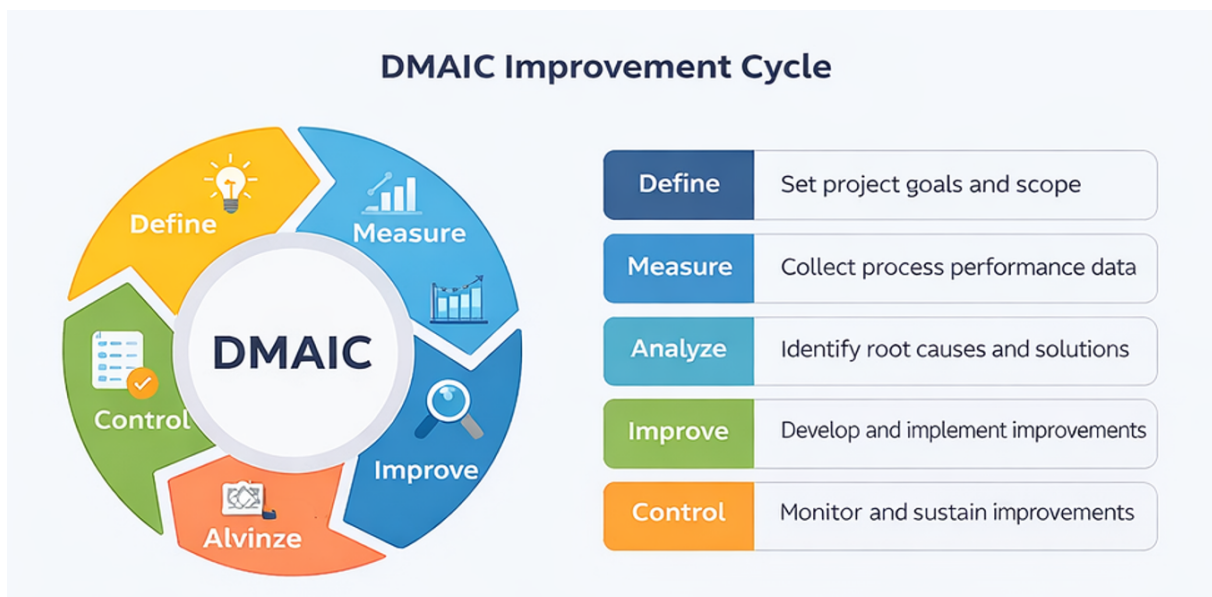 DMAIC Improvement Cycle
Define
Measure
DMAIC
Control
Improve
Alvinze
Define Set project goals and scope
Measure Collect process performance data
Analyze Identify root causes and solutions
Improve Develop and implement improvements
Control Monitor and sustain improvements